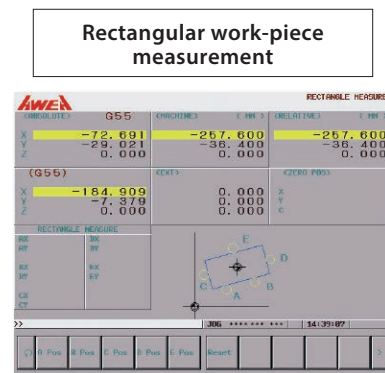 Rectangular work-piece
measurement
AWEA
RECTANGLE MEASURE
(ABSOLUTE) G55 (MACHINE) ( MM ) (RELATIVE) ( MM )
X -72.691 -257.600 -257.600
Y -29.021 -36.400 -36.400
Z 0.000 0.000 0.000
(G55) (EXT) (ZERO POS)
X -184.909 0.000 X
Y -7.379 0.000 Y
Z 0.000 0.000 C
RECTANGLE MEASURE
E
D
C
B
A
CX
CY
>>
JOG **** *** *** 14:39:07
A Pos B Pos C Pos D Pos E Pos Reset